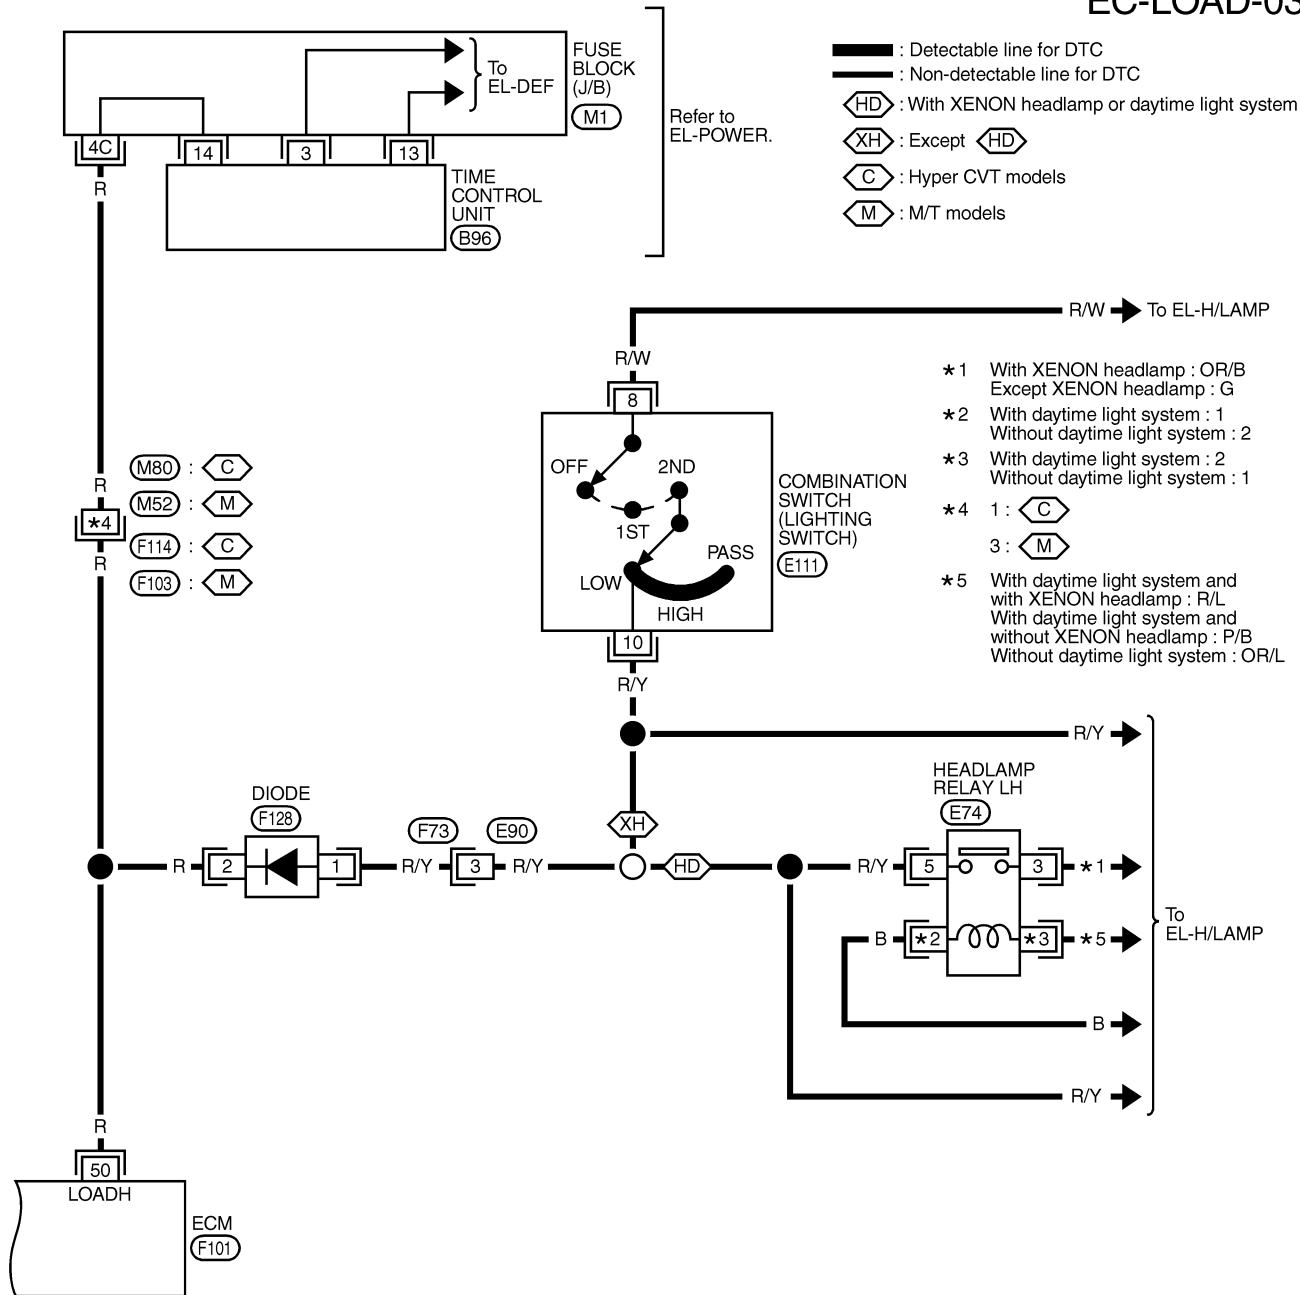 EC-LOAD-03
FUSE
BLOCK
(J/B)
M1
To
EL-DEF
Refer to
EL-POWER.
4C
14
3
13
R
TIME
CONTROL
UNIT
B96
: Detectable line for DTC
: Non-detectable line for DTC
HD : With XENON headlamp or daytime light system
XH : Except HD
C : Hyper CVT models
M : M/T models
R/W To EL-H/LAMP
R/W
8
OFF
2ND
1ST
PASS
LOW
HIGH
COMBINATION
SWITCH
(LIGHTING
SWITCH)
E111
10
R/Y
*1 With XENON headlamp : OR/B
Except XENON headlamp : G
*2 With daytime light system : 1
Without daytime light system : 2
*3 With daytime light system : 2
Without daytime light system : 1
*4 1 : C
3 : M
*5 With daytime light system and
with XENON headlamp : R/L
With daytime light system and
without XENON headlamp : P/B
Without daytime light system : OR/L
M80 : C
M52 : M
F114 : C
F103 : M
R
*4
R
R/Y
HEADLAMP
RELAY LH
E74
DIODE
F128
F73
E90
XH
R
2
1
R/Y
3
R/Y
HD
R/Y
5
3
*1
B
*2
*3
*5
To
EL-H/LAMP
B
R/Y
R
50
LOADH
ECM
F101